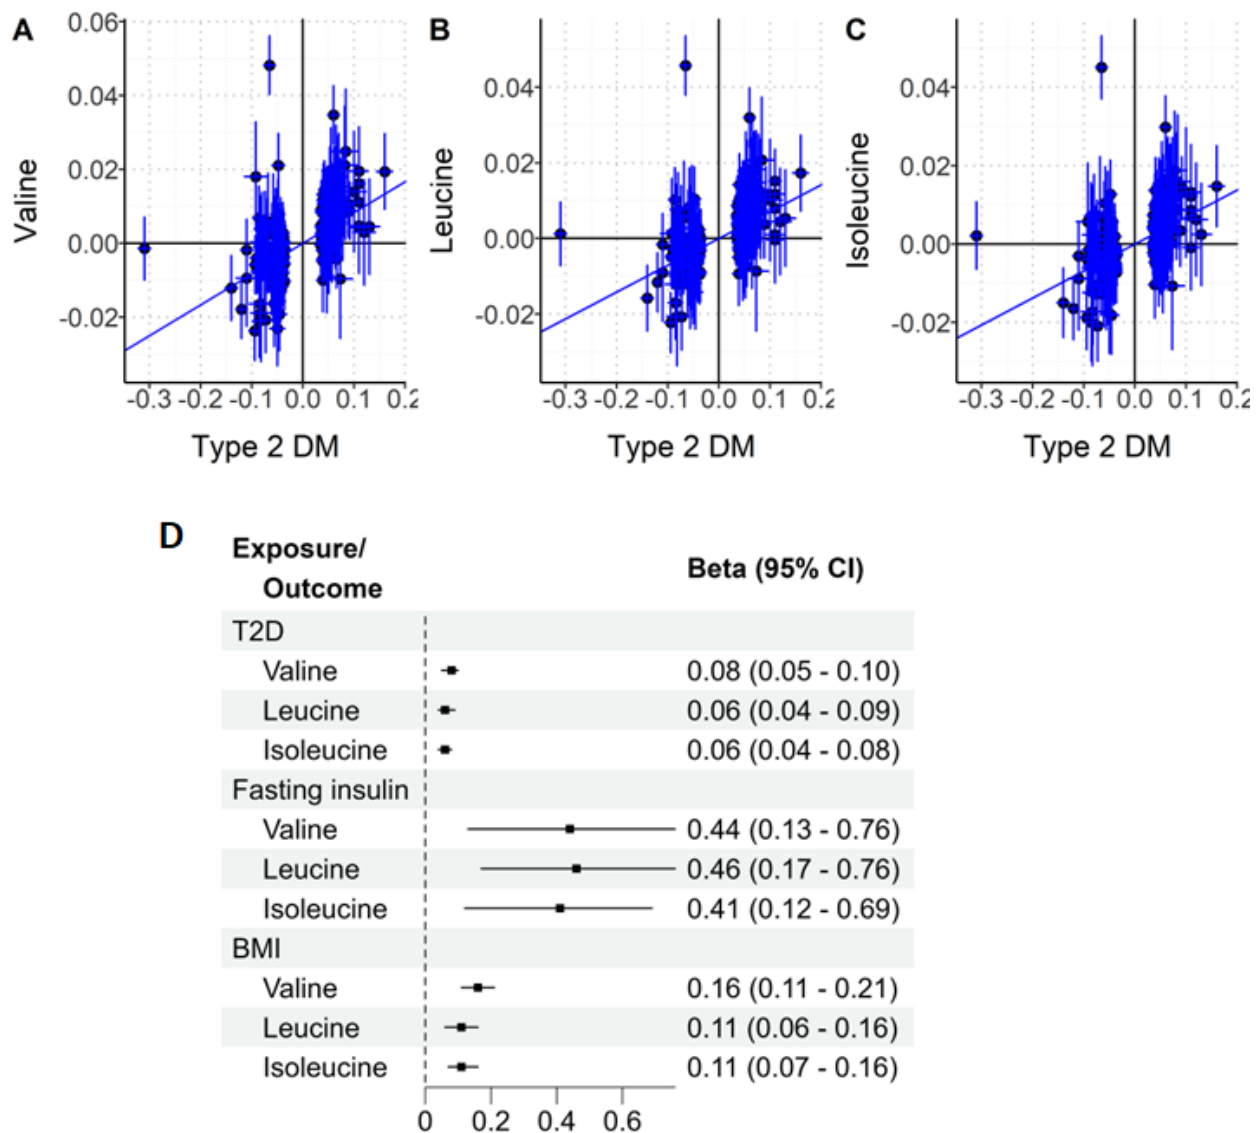 A
0.06
0.04
0.02
0.00
-0.02
Valine
-0.3 -0.2 -0.1 0.0 0.1 0.2
Type 2 DM
B
0.04
0.02
0.00
-0.02
Leucine
-0.3 -0.2 -0.1 0.0 0.1 0.2
Type 2 DM
C
0.04
0.02
0.00
-0.02
Isoleucine
-0.3 -0.2 -0.1 0.0 0.1 0.2
Type 2 DM
D
Exposure/
Outcome
Beta (95% CI)
T2D
Valine 0.08 (0.05 - 0.10)
Leucine 0.06 (0.04 - 0.09)
Isoleucine 0.06 (0.04 - 0.08)
Fasting insulin
Valine 0.44 (0.13 - 0.76)
Leucine 0.46 (0.17 - 0.76)
Isoleucine 0.41 (0.12 - 0.69)
BMI
Valine 0.16 (0.11 - 0.21)
Leucine 0.11 (0.06 - 0.16)
Isoleucine 0.11 (0.07 - 0.16)
0 0.2 0.4 0.6